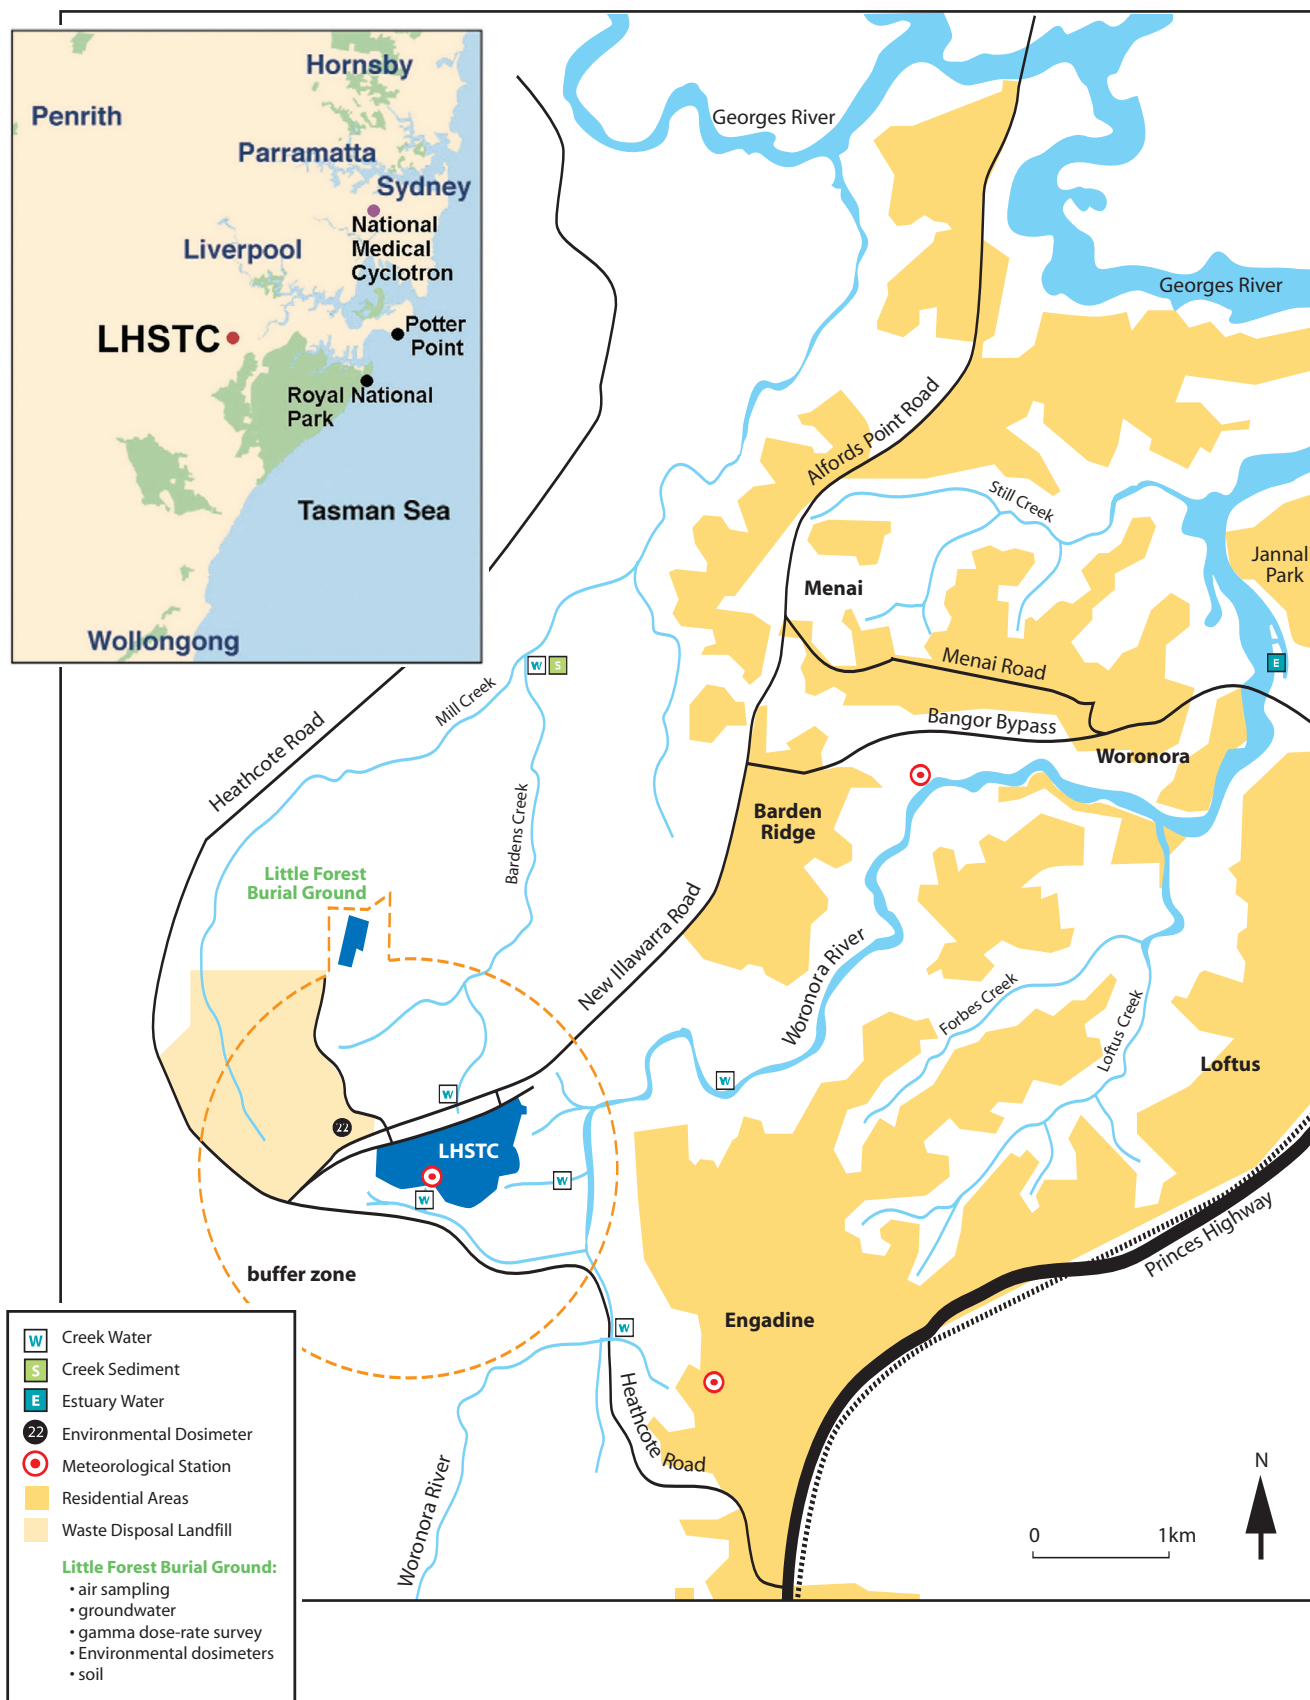 Hornsby
Penrith
Parramatta
Sydney
National
Medical
Cyclotron
Liverpool
LHSTC
Potter
Point
Royal National
Park
Tasman Sea
Wollongong
Georges River
Georges River
Alfords Point Road
Still Creek
Jannal
Park
Menai
W
S
E
Menai Road
Mill Creek
Bangor Bypass
Heathcote Road
Woronora
Barden
Ridge
Bardens Creek
Little Forest
Burial Ground
New Illawarra Road
Woronora River
Forbes Creek
Loftus Creek
Loftus
W
W
22
LHSTC
W
W
Princes Highway
buffer zone
Engadine
W
Heathcote Road
Woronora River
N
0
1km
W
Creek Water
S
Creek Sediment
E
Estuary Water
22
Environmental Dosimeter
Meteorological Station
Residential Areas
Waste Disposal Landfill
Little Forest Burial Ground:
• air sampling
• groundwater
• gamma dose-rate survey
• Environmental dosimeters
• soil